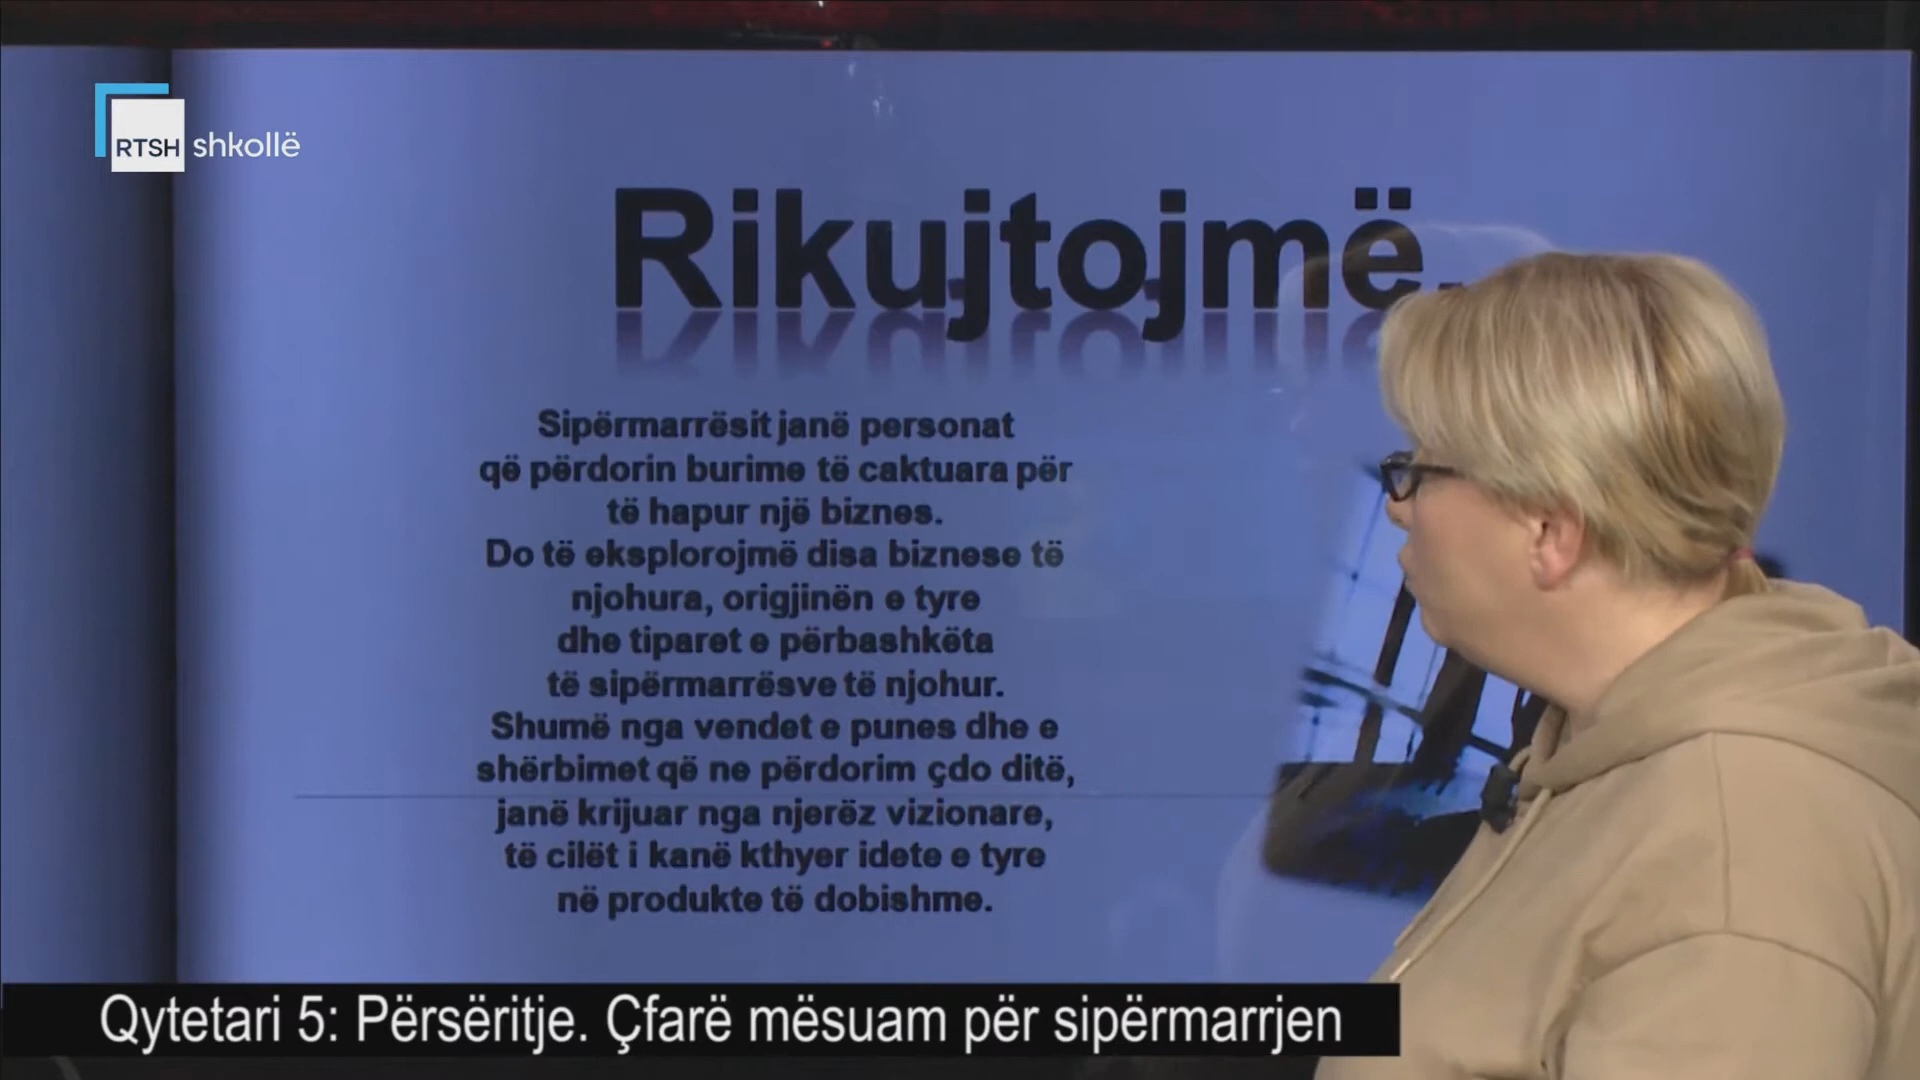 RTSH shkollë
Rikujtojmë.
Sipërmarrësit janë personat
që përdorin burime të caktuara për
të hapur një biznes.
Do të eksplorojmë disa biznese të
njohura, origjinën e tyre
dhe tiparet e përbashkëta
të sipërmarrësve të njohur.
Shumë nga vendet e punes dhe e
shërbimet që ne përdorim çdo ditë,
janë krijuar nga njerëz vizionare,
të cilët i kanë kthyer idete e tyre
në produkte të dobishme.
Qytetari 5: Përsëritje. Çfarë mësuam për sipërmarrjen